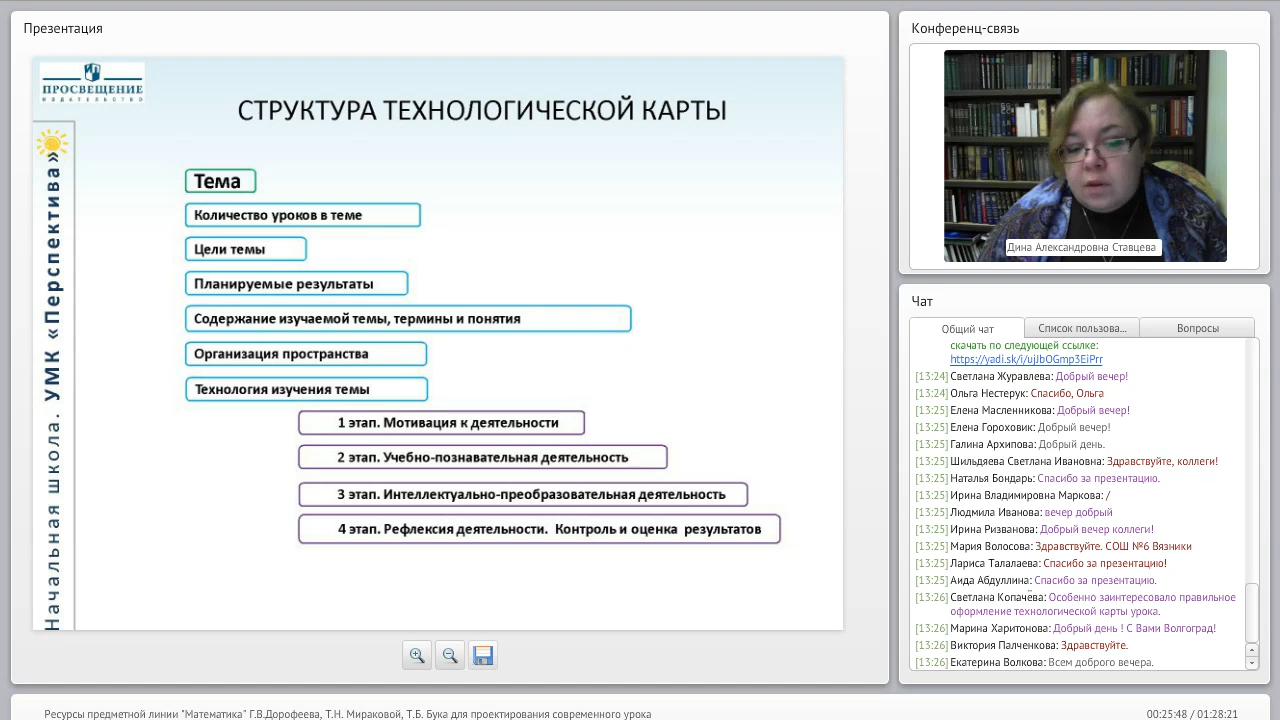 Презентация
ПРОСВЕЩЕНИЕ
ИЗДАТЕЛЬСТВО
Начальная школа. УМК «Перспектива»
СТРУКТУРА ТЕХНОЛОГИЧЕСКОЙ КАРТЫ
Тема
Количество уроков в теме
Цели темы
Планируемые результаты
Содержание изучаемой темы, термины и понятия
Организация пространства
Технология изучения темы
1 этап. Мотивация к деятельности
2 этап. Учебно-познавательная деятельность
3 этап. Интеллектуально-преобразовательная деятельность
4 этап. Рефлексия деятельности. Контроль и оценка результатов
Конференц-связь
Дина Александровна Ставцева
Чат
Общий чат
Список пользова...
Вопросы
скачать по следующей ссылке:
https://yadi.sk/i/ujJbOGmp3EiPrr
[13:24] Светлана Журавлева: Добрый вечер!
[13:24] Ольга Нестерук: Спасибо, Ольга
[13:25] Елена Масленникова: Добрый вечер!
[13:25] Елена Гороховик: Добрый вечер!
[13:25] Галина Архипова: Добрый день.
[13:25] Шильдяева Светлана Ивановна: Здравствуйте, коллеги!
[13:25] Наталья Бондарь: Спасибо за презентацию.
[13:25] Ирина Владимировна Маркова: /
[13:25] Людмила Иванова: вечер добрый
[13:25] Ирина Ризванова: Добрый вечер коллеги!
[13:25] Мария Волосова: Здравствуйте. СОШ №6 Вязники
[13:25] Лариса Талалаева: Спасибо за презентацию!
[13:25] Аида Абдуллина: Спасибо за презентацию.
[13:26] Светлана Копачёва: Особенно заинтересовало правильное
оформление технологической карты урока.
[13:26] Марина Харитонова: Добрый день ! С Вами Волгоград!
[13:26] Виктория Палченкова: Здравствуйте.
[13:26] Екатерина Волкова: Всем доброго вечера.
Ресурсы предметной линии "Математика" Г.В.Дорофеева, Т.Н. Мираковой, Т.Б. Бука для проектирования современного урока
00:25:48 / 01:28:21